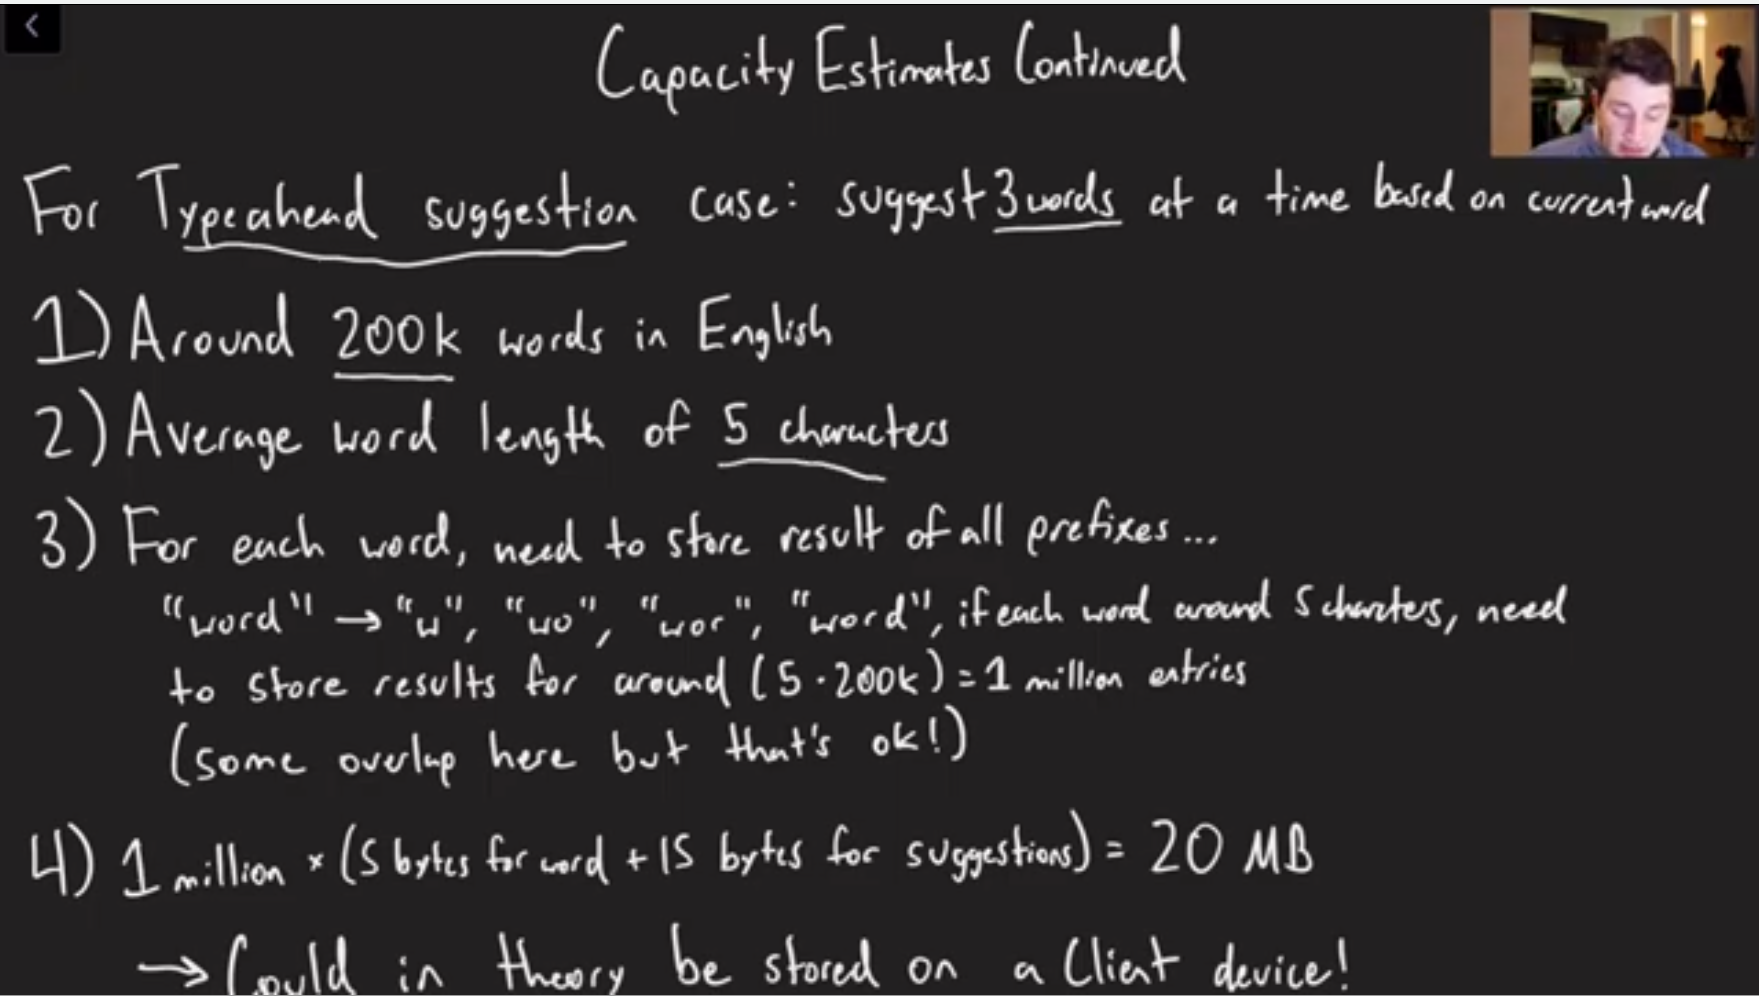 Capacity Estimates Continued
For Typeahead suggestion case: suggest 3 words at a time based on current word
1) Around 200k words in English
2) Average word length of 5 characters
3) For each word, need to store result of all prefixes...
"word" → "w", "wo", "wor", "word", if each word around 5 charcters, need
to store results for around (5 · 200k) = 1 million entries
(some overlap here but that's ok!)
4) 1 million × (5 bytes for word + 15 bytes for suggestions) = 20 MB
→ Could in theory be stored on a client device!